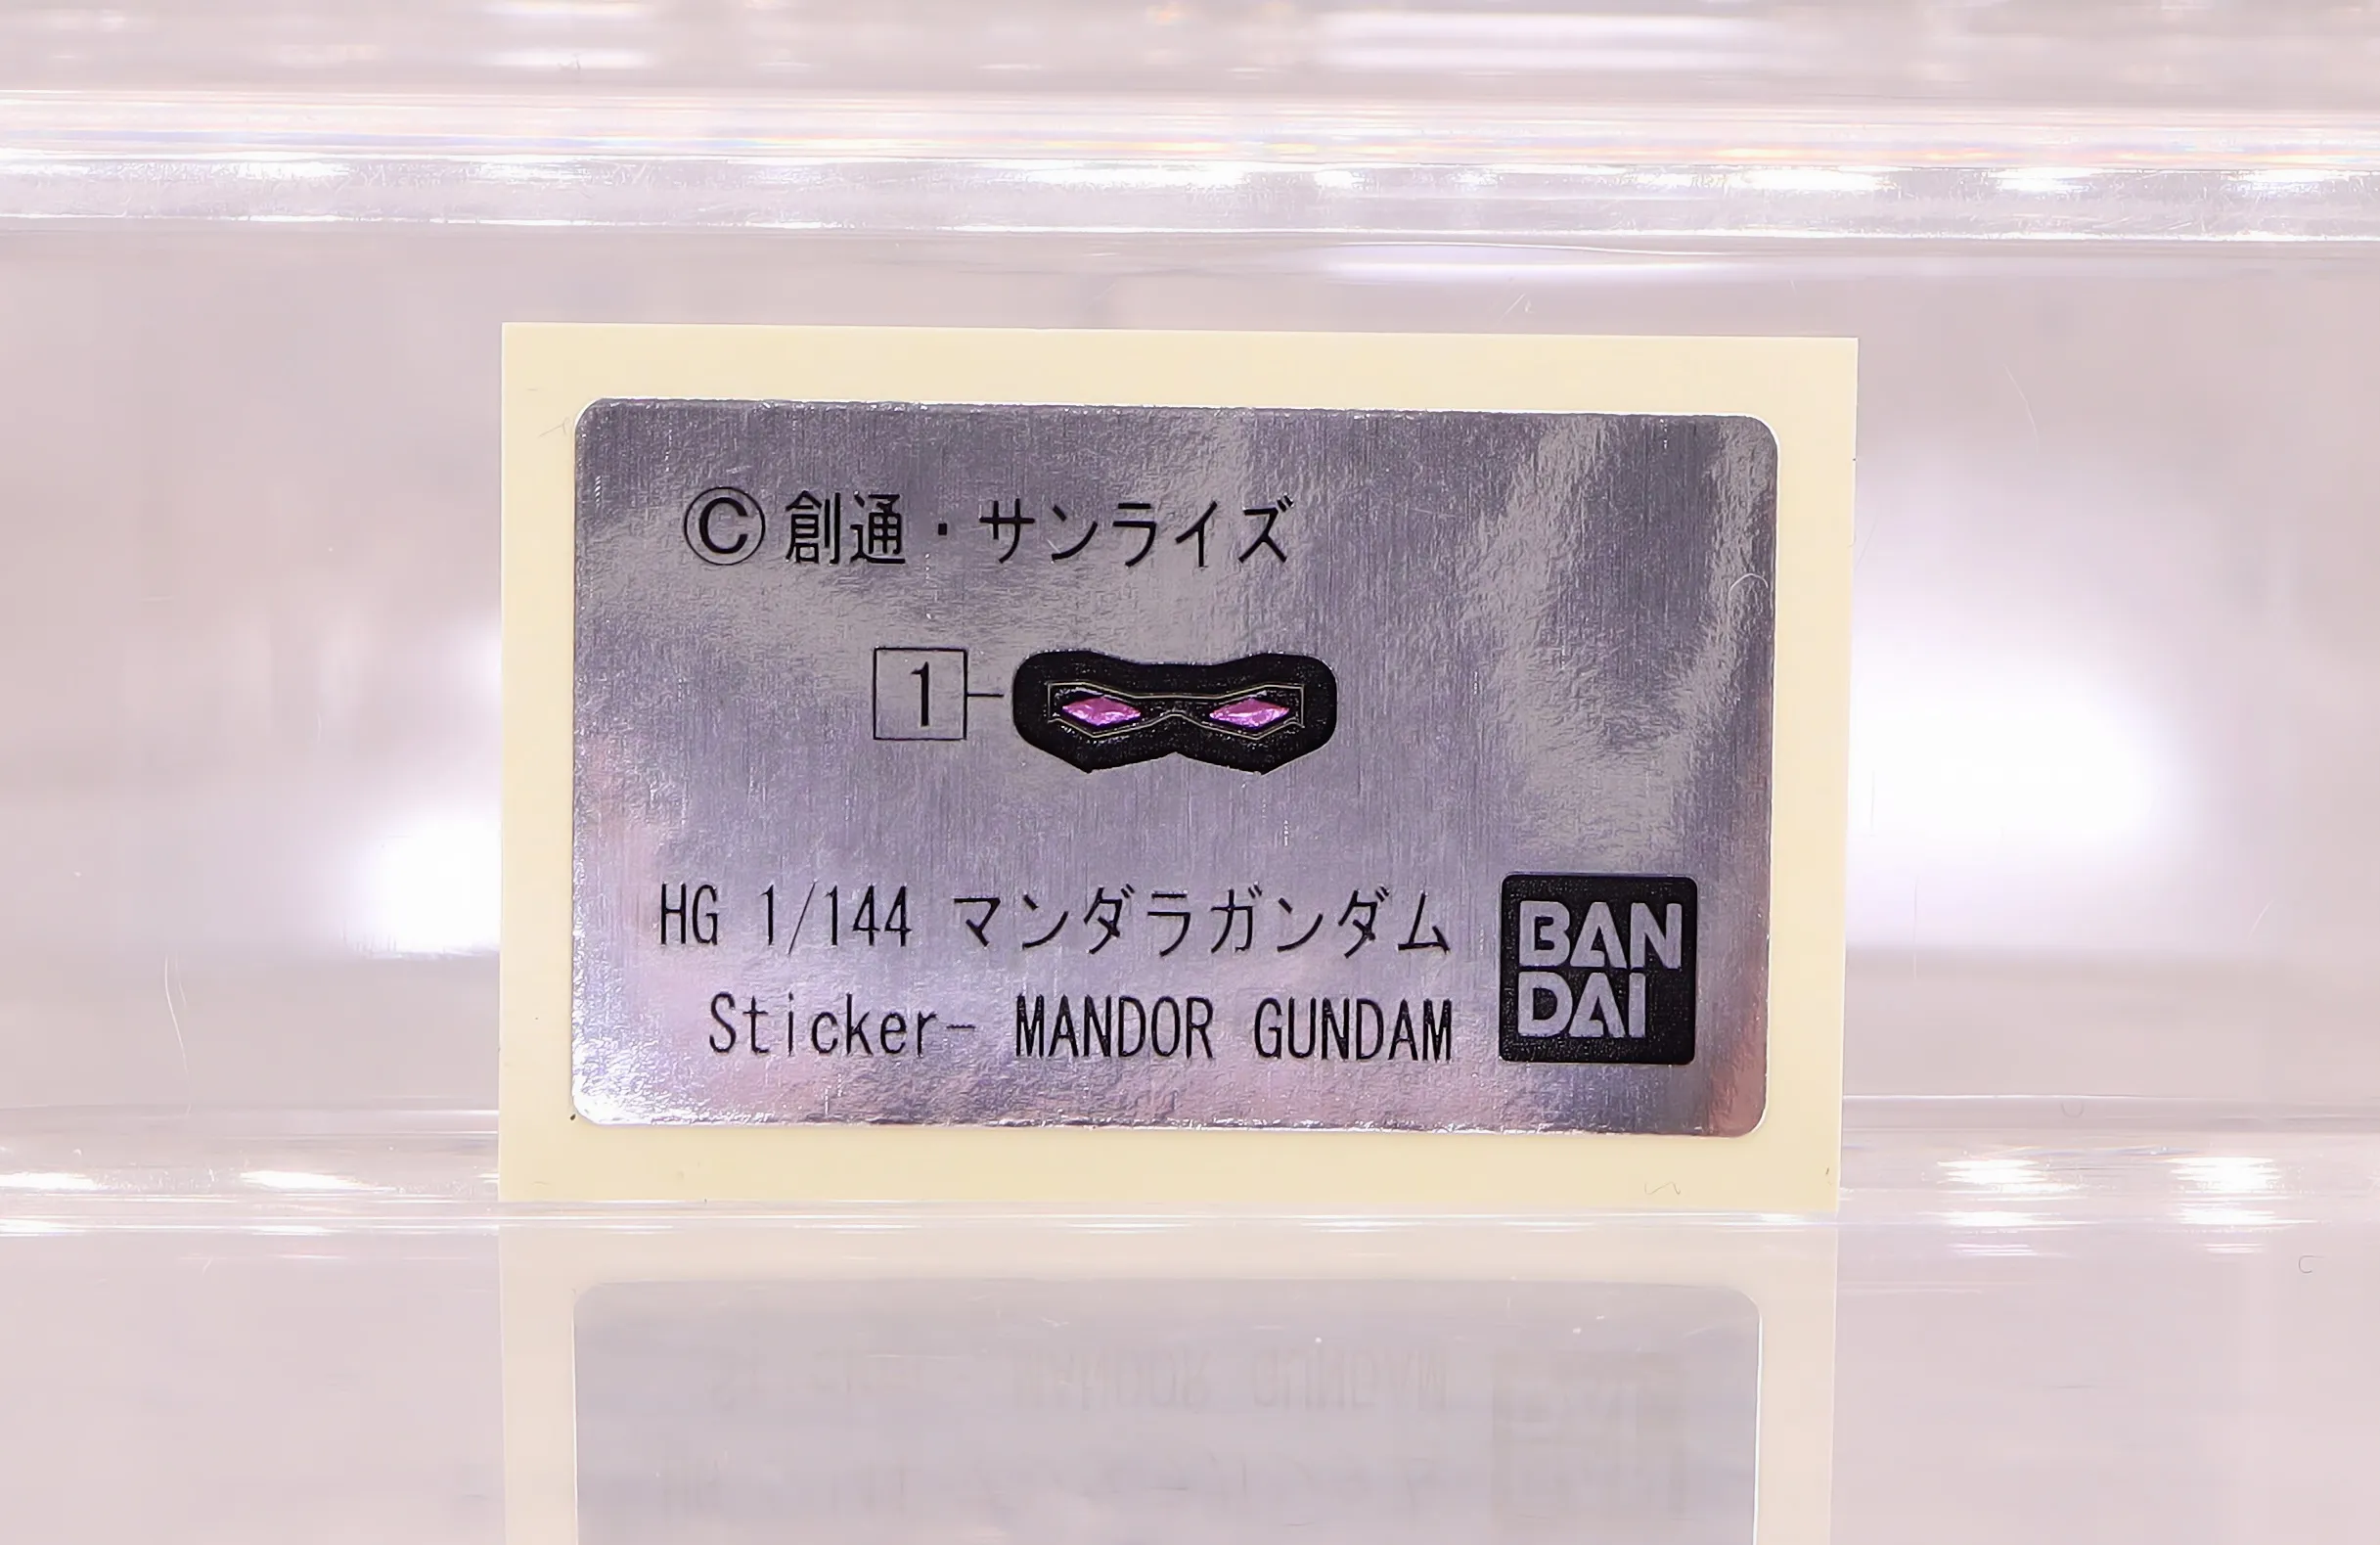 Ⓒ創通・サンライズ
1
HG 1/144 マンダラガンダム
Sticker- MANDOR GUNDAM
BAN
DAI